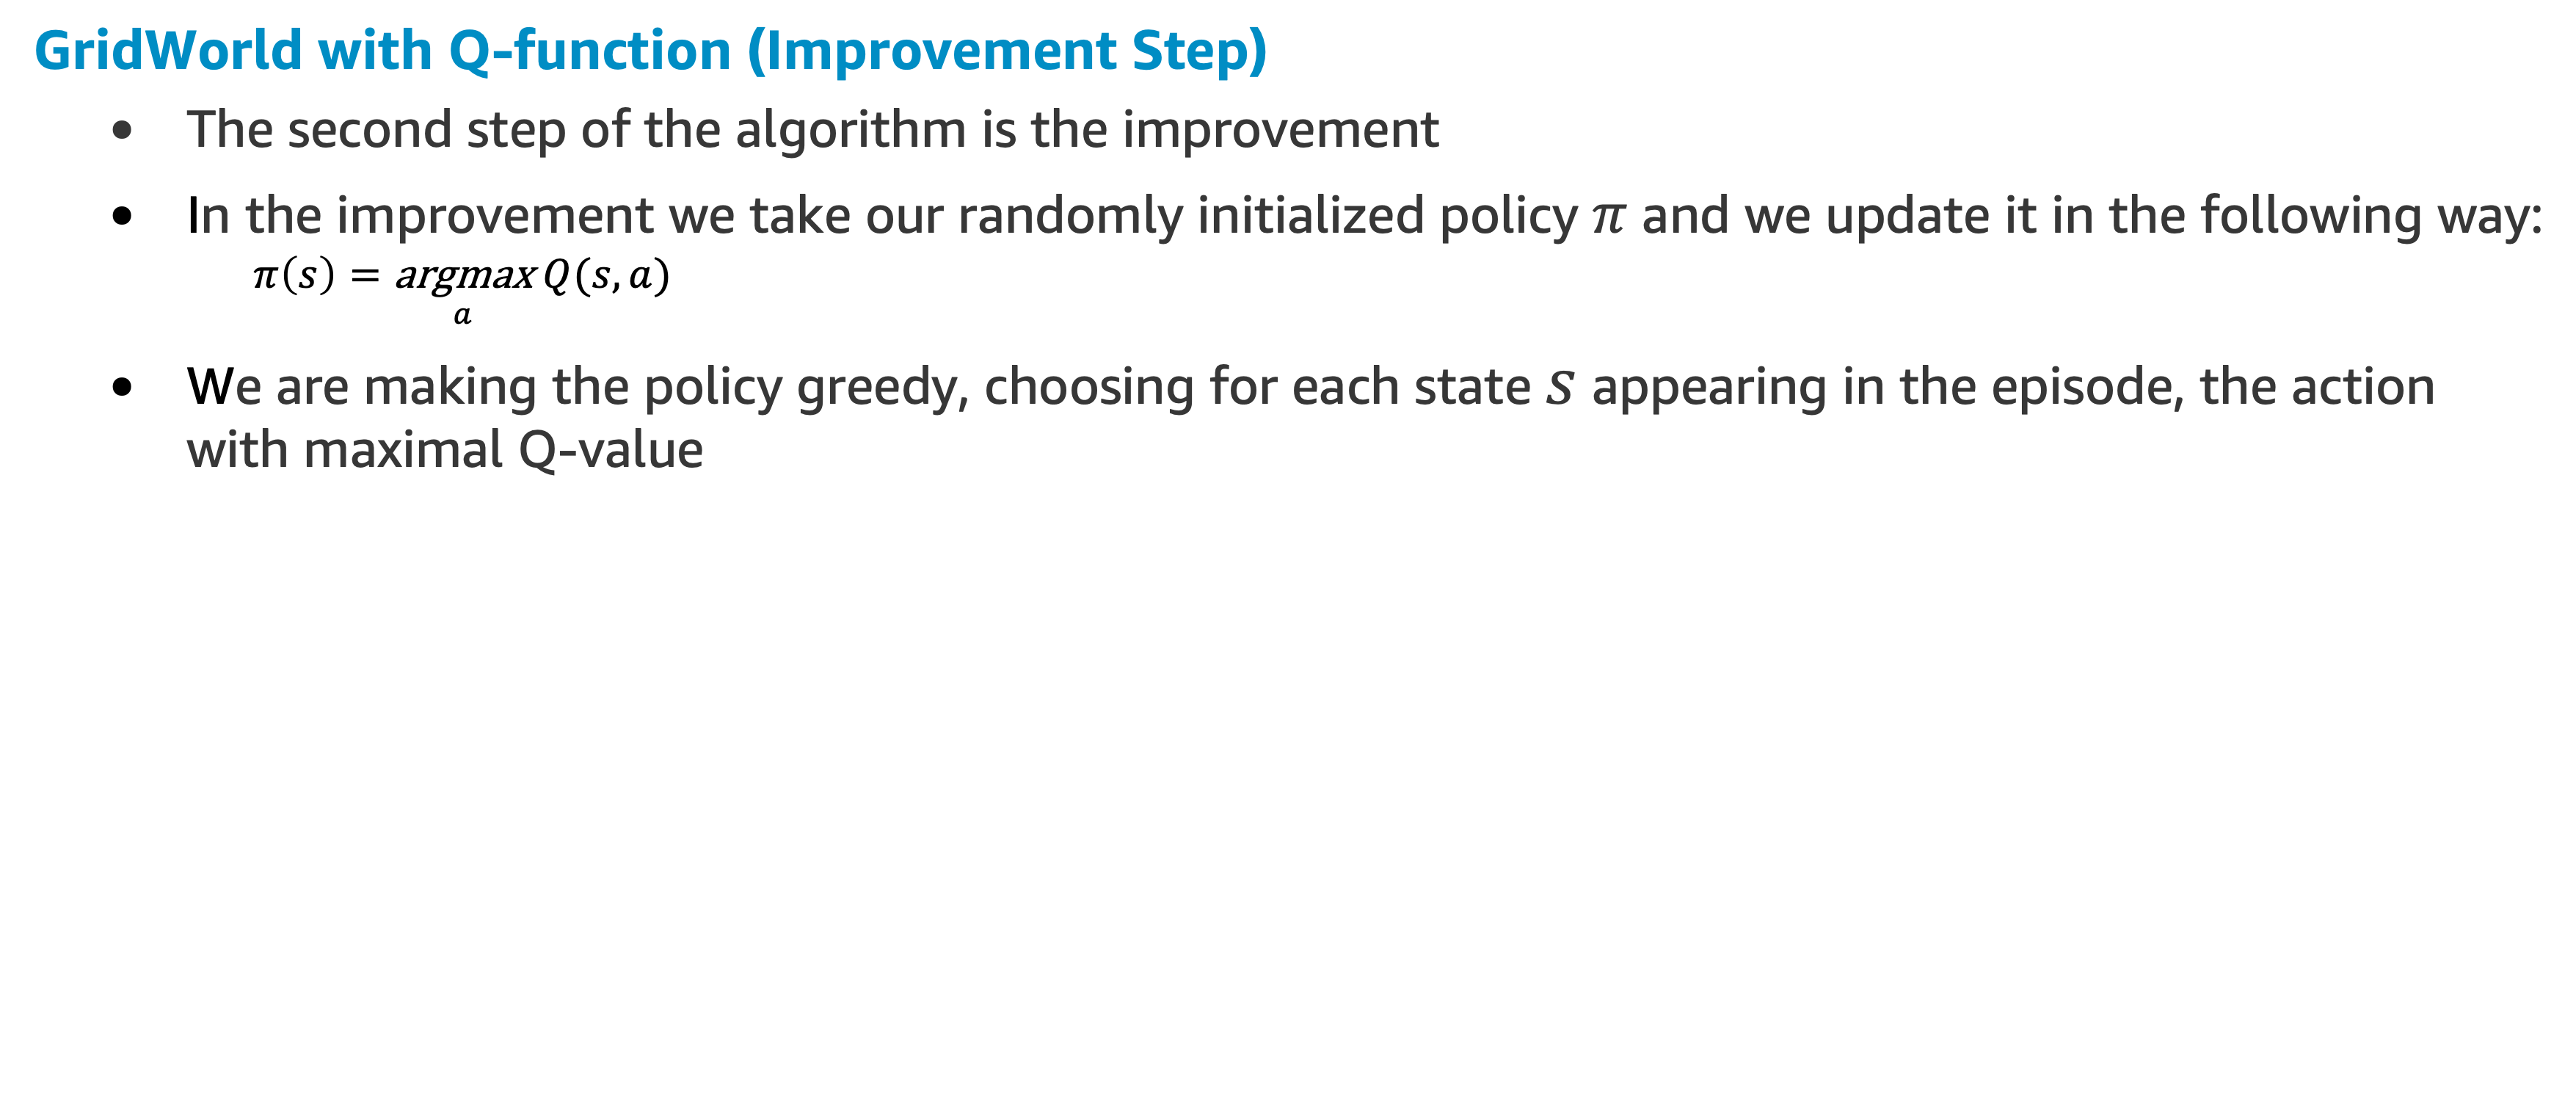 GridWorld with Q-function (Improvement Step)
• The second step of the algorithm is the improvement
• In the improvement we take our randomly initialized policy π and we update it in the following way:
π(s) = argmax Q(s, a)
a
• We are making the policy greedy, choosing for each state s appearing in the episode, the action
with maximal Q-value